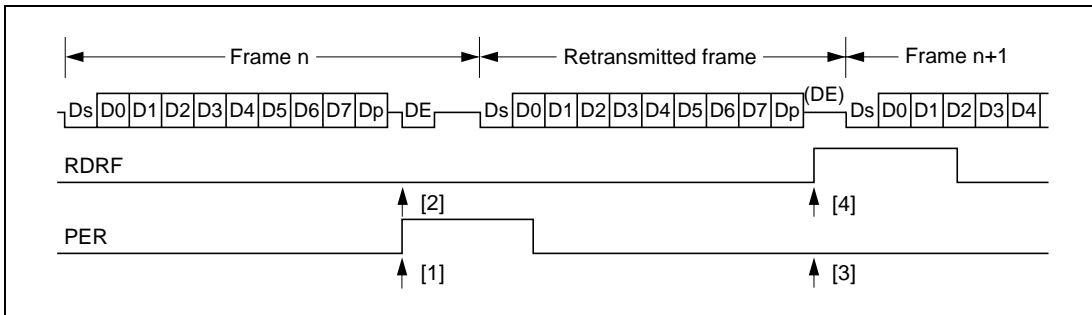 Frame n Retransmitted frame Frame n+1
(DE)
Ds D0 D1 D2 D3 D4 D5 D6 D7 Dp DE Ds D0 D1 D2 D3 D4 D5 D6 D7 Dp Ds D0 D1 D2 D3 D4
RDRF
[2] [4]
PER
[1] [3]